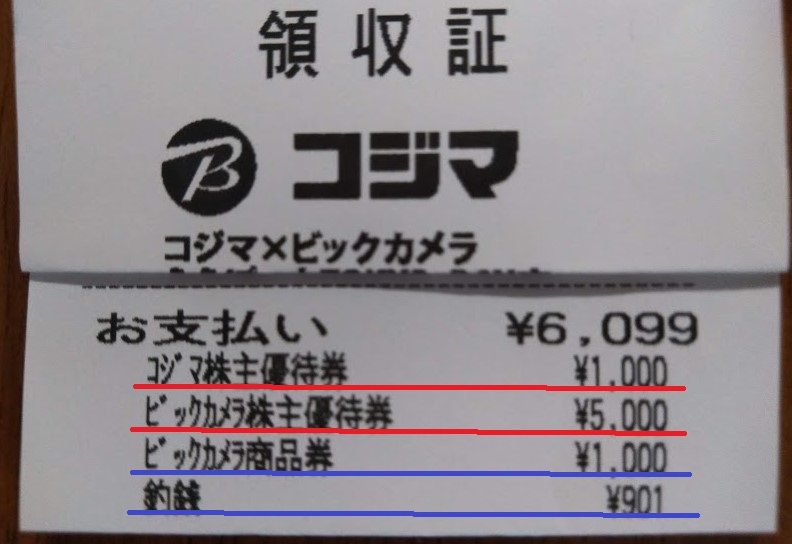 領収証
B コジマ
コジマ×ビックカメラ
お支払い ¥6,099
ｺｼﾞﾏ株主優待券 ¥1,000
ﾋﾞｯｸｶﾒﾗ株主優待券 ¥5,000
ﾋﾞｯｸｶﾒﾗ商品券 ¥1,000
釣銭 ¥901